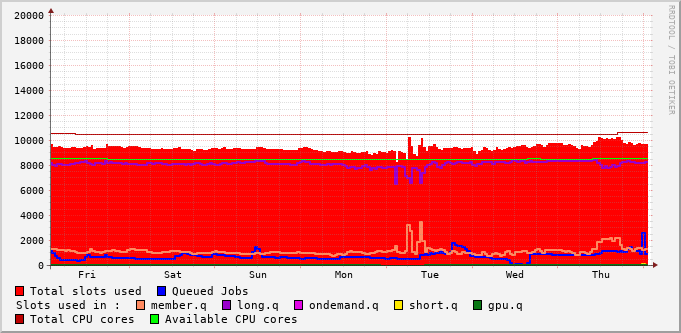 20000
18000
16000
14000
12000
10000
8000
6000
4000
2000
0
Fri Sat Sun Mon Tue Wed Thu
RRDTOOL / TOBI OETIKER
Total slots used Queued Jobs
Slots used in : member.q long.q ondemand.q short.q gpu.q
Total CPU cores Available CPU cores